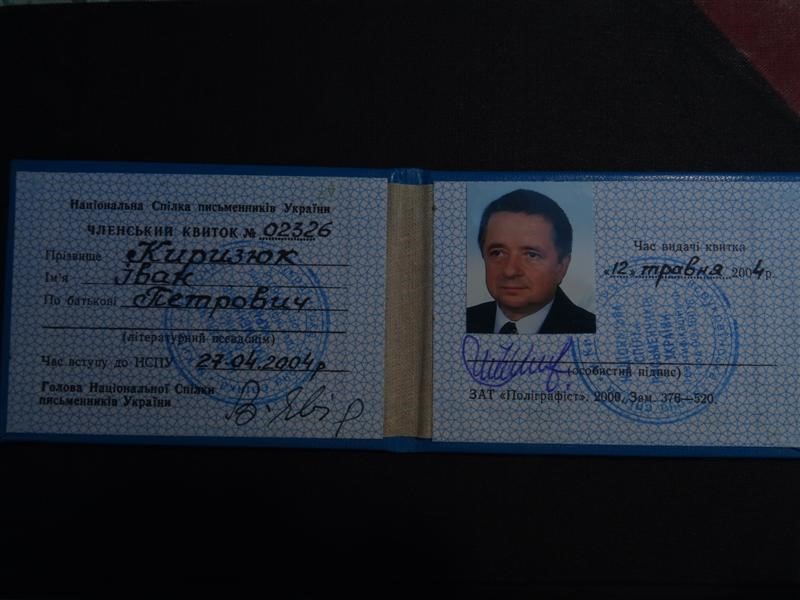 Національна Спілка письменників України
ЧЛЕНСЬКИЙ КВИТОК № 02326
Прізвище Киризюк
Ім'я Іван
По батькові Петрович
(літературний псевдонім)
Час вступу до НСПУ 27.04.2004р
Голова Національної Спілки
письменників України
Час видачі квитка
«12» травня 2004р.
(особистий підпис)
ЗАТ «Поліграфіст», 2000, Зам. 376—520.